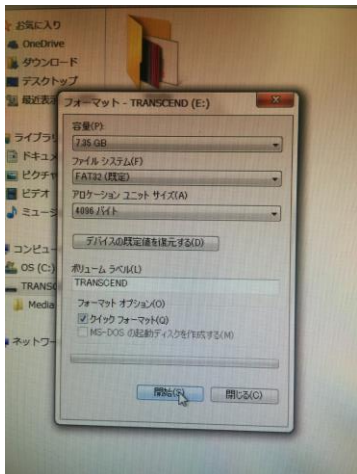 お気に入り
OneDrive
ダウンロード
デスクトップ
最近表示
フォーマット - TRANSCEND (E:)
容量(P):
7.35 GB
ファイル システム(F)
FAT32 (既定)
アロケーション ユニット サイズ(A)
4096 バイト
デバイスの既定値を復元する(D)
ボリューム ラベル(L)
TRANSCEND
フォーマット オプション(O)
クイック フォーマット(Q)
MS-DOS の起動ディスクを作成する(M)
開始(S)
閉じる(C)
ライブラ
ドキュメ
ピクチャ
ビデオ
ミュージ
コンピュー
OS (C:)
TRANSC
Media
ネットワー